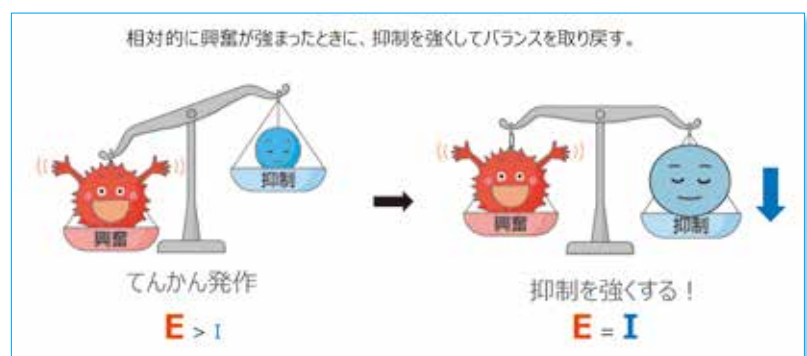 相対的に興奮が強まったときに、抑制を強くしてバランスを取り戻す。
抑制
興奮
てんかん発作
E > I
興奮
抑制
抑制を強くする！
E = I